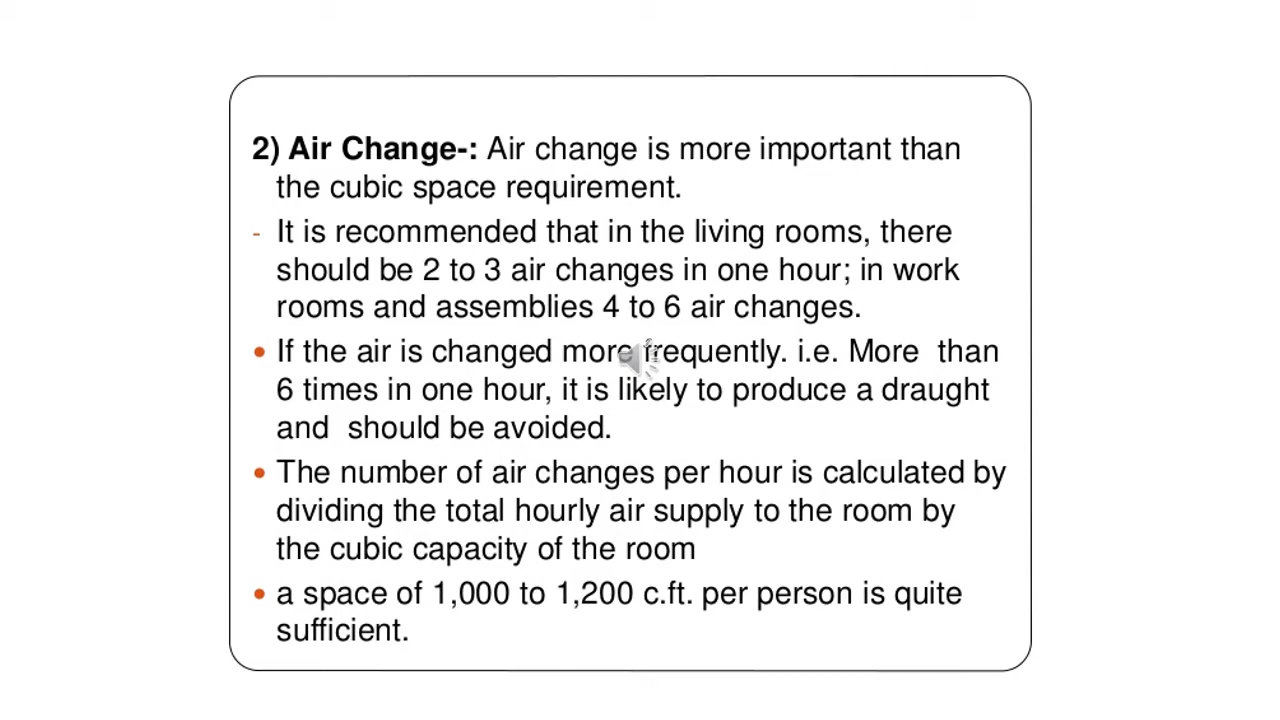 2) Air Change-: Air change is more important than
the cubic space requirement.
- It is recommended that in the living rooms, there
should be 2 to 3 air changes in one hour; in work
rooms and assemblies 4 to 6 air changes.
• If the air is changed more frequently. i.e. More than
6 times in one hour, it is likely to produce a draught
and should be avoided.
• The number of air changes per hour is calculated by
dividing the total hourly air supply to the room by
the cubic capacity of the room
• a space of 1,000 to 1,200 c.ft. per person is quite
sufficient.